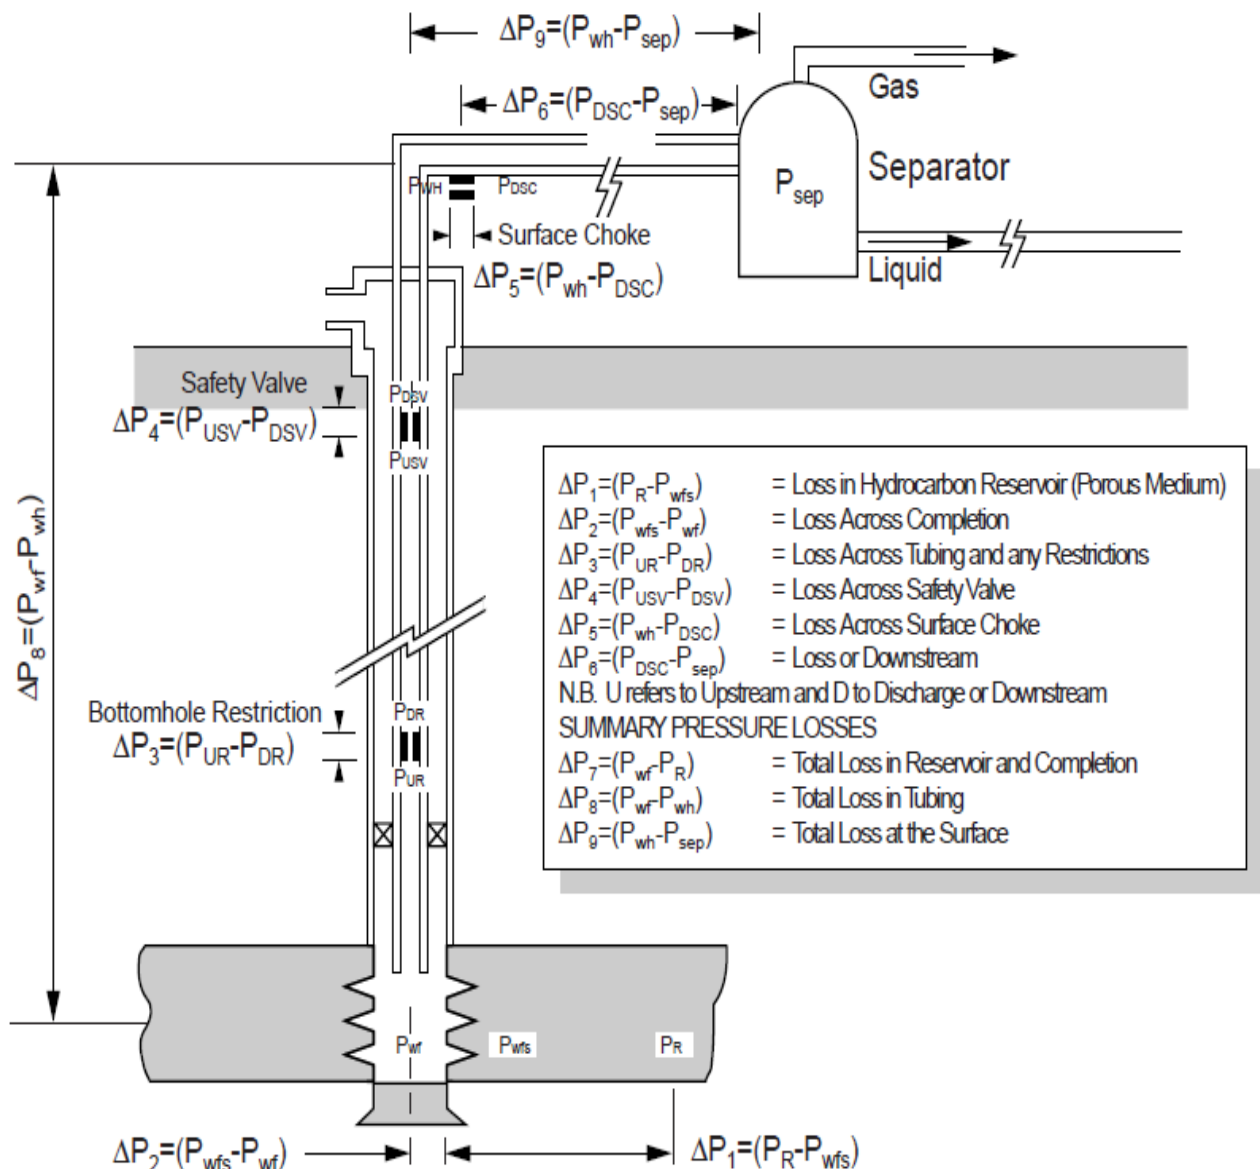 ΔP₉=(Pwh-Psep)
Gas
ΔP₆=(PDSC-Psep)
Separator
Psep
PWH
PDSC
Surface Choke
Liquid
ΔP₅=(Pwh-PDSC)
Safety Valve
PDSV
ΔP₄=(PUSV-PDSV)
PUSV
ΔP₈=(Pwf-Pwh)
ΔP₁=(PR-Pwfs) = Loss in Hydrocarbon Reservoir (Porous Medium)
ΔP₂=(Pwfs-Pwf) = Loss Across Completion
ΔP₃=(PUR-PDR) = Loss Across Tubing and any Restrictions
ΔP₄=(PUSV-PDSV) = Loss Across Safety Valve
ΔP₅=(Pwh-PDSC) = Loss Across Surface Choke
ΔP₆=(PDSC-Psep) = Loss or Downstream
N.B. U refers to Upstream and D to Discharge or Downstream
SUMMARY PRESSURE LOSSES
ΔP₇=(Pwf-PR) = Total Loss in Reservoir and Completion
ΔP₈=(Pwf-Pwh) = Total Loss in Tubing
ΔP₉=(Pwh-Psep) = Total Loss at the Surface
Bottomhole Restriction
PDR
ΔP₃=(PUR-PDR)
PUR
Pwf
Pwfs
PR
ΔP₂=(Pwfs-Pwf)
ΔP₁=(PR-Pwfs)